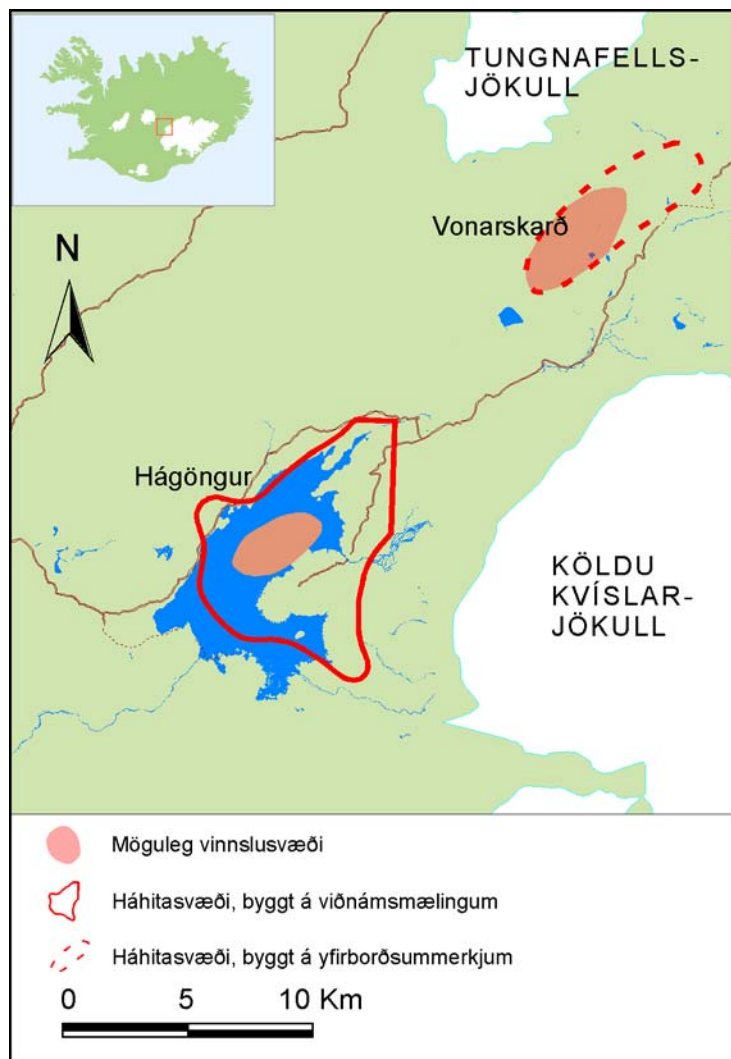 TUNGNAFELLS-
JÖKULL
Vonarskarð
N
Hágöngur
KÖLDU
KVÍSLAR-
JÖKULL
Möguleg vinnslusvæði
Háhitasvæði, byggt á viðnámsmælingum
Háhitasvæði, byggt á yfirborðsummerkjum
0 5 10 Km